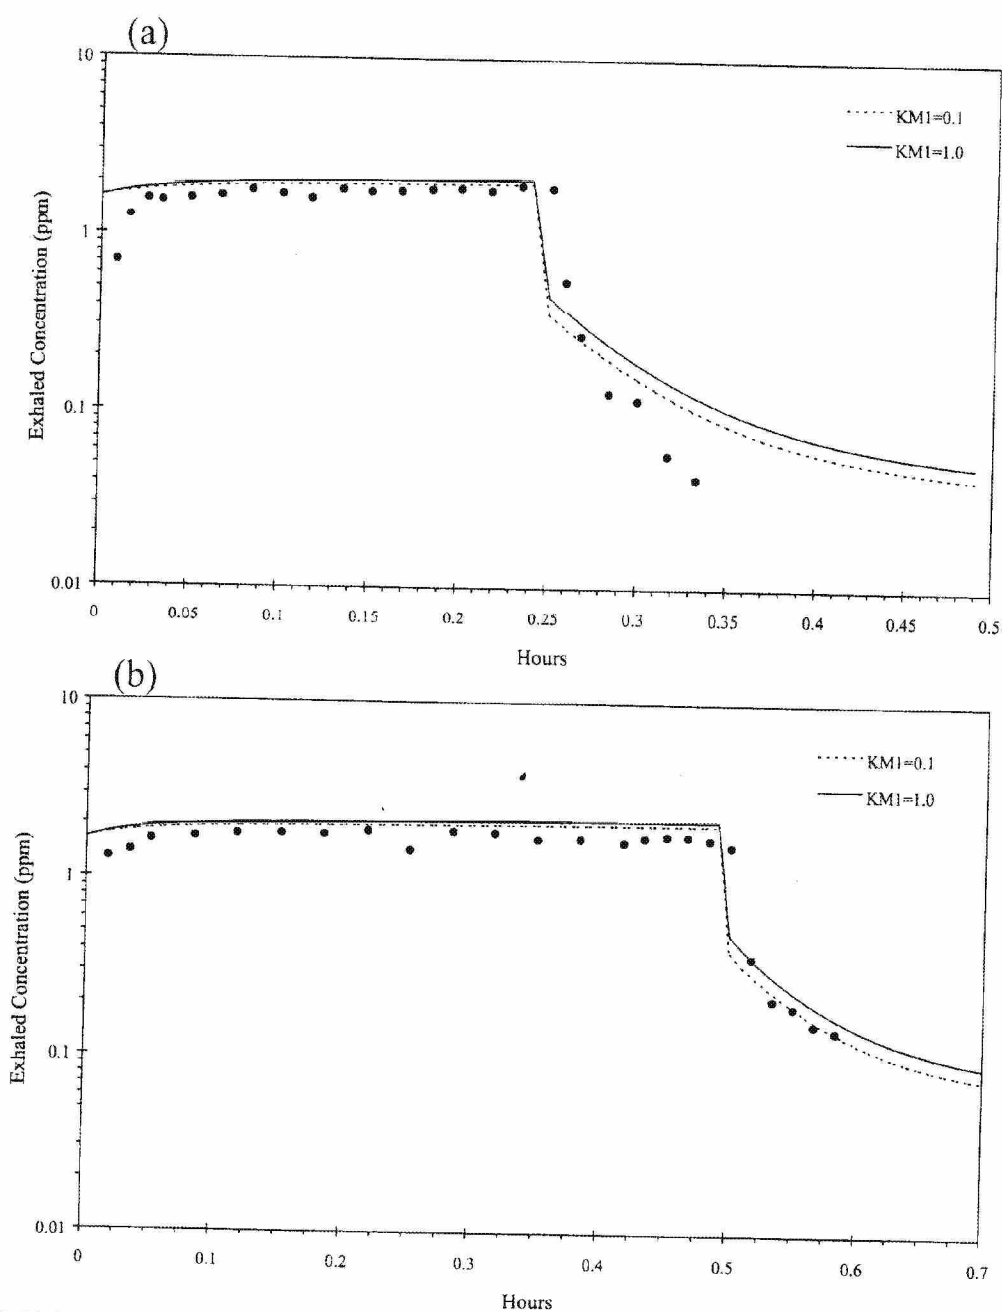 (a)
10
KM1=0.1
KM1=1.0
1
Exhaled Concentration (ppm)
0.1
0.01
0 0.05 0.1 0.15 0.2 0.25 0.3 0.35 0.4 0.45 0.5
Hours
(b)
10
KM1=0.1
KM1=1.0
1
Exhaled Concentration (ppm)
0.1
0.01
0 0.1 0.2 0.3 0.4 0.5 0.6 0.7
Hours